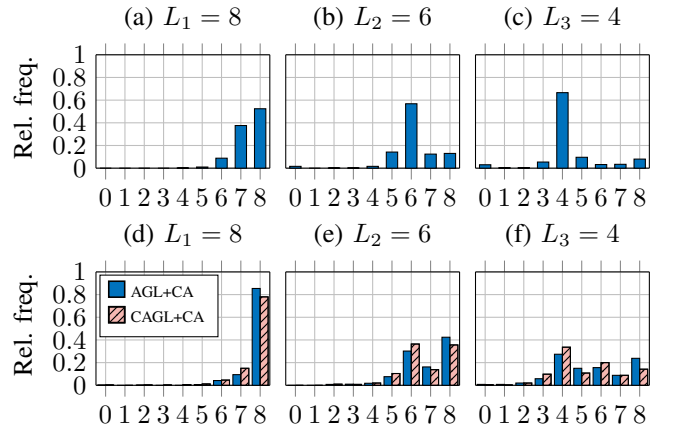 (a) L₁ = 8 (b) L₂ = 6 (c) L₃ = 4
Rel. freq.
1
0.8
0.6
0.4
0.2
0
0 1 2 3 4 5 6 7 8 0 1 2 3 4 5 6 7 8 0 1 2 3 4 5 6 7 8
(d) L₁ = 8 (e) L₂ = 6 (f) L₃ = 4
Rel. freq.
1
0.8
0.6
0.4
0.2
0
AGL+CA
CAGL+CA
0 1 2 3 4 5 6 7 8 0 1 2 3 4 5 6 7 8 0 1 2 3 4 5 6 7 8